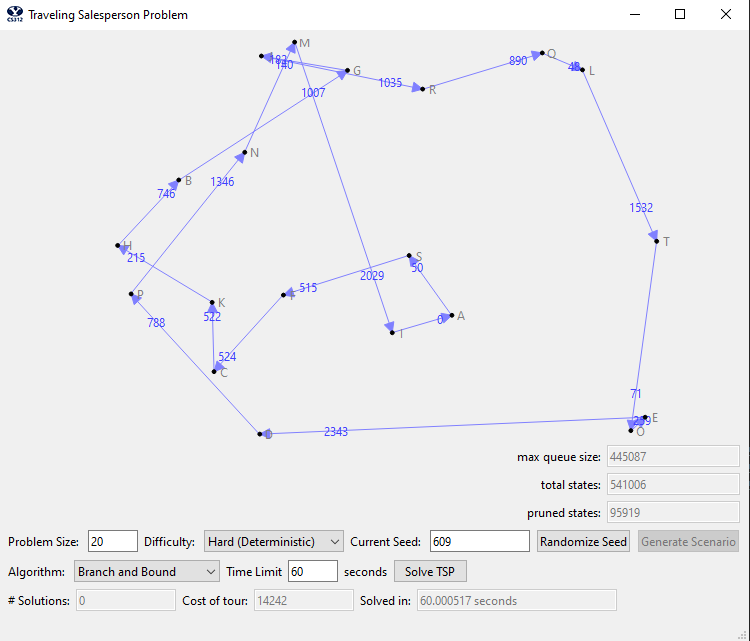 CS312 Traveling Salesperson Problem
M
182
140
G
Q
890
L
48
1035
R
1007
N
B
1346
746
1532
H
215
T
S
50
2029
515
P
K
522
788
0
A
I
524
C
71
E
259
O
2343
max queue size: 445087
total states: 541006
pruned states: 95919
Problem Size: 20 Difficulty: Hard (Deterministic) Current Seed: 609 Randomize Seed Generate Scenario
Algorithm: Branch and Bound Time Limit 60 seconds Solve TSP
# Solutions: 0 Cost of tour: 14242 Solved in: 60.000517 seconds